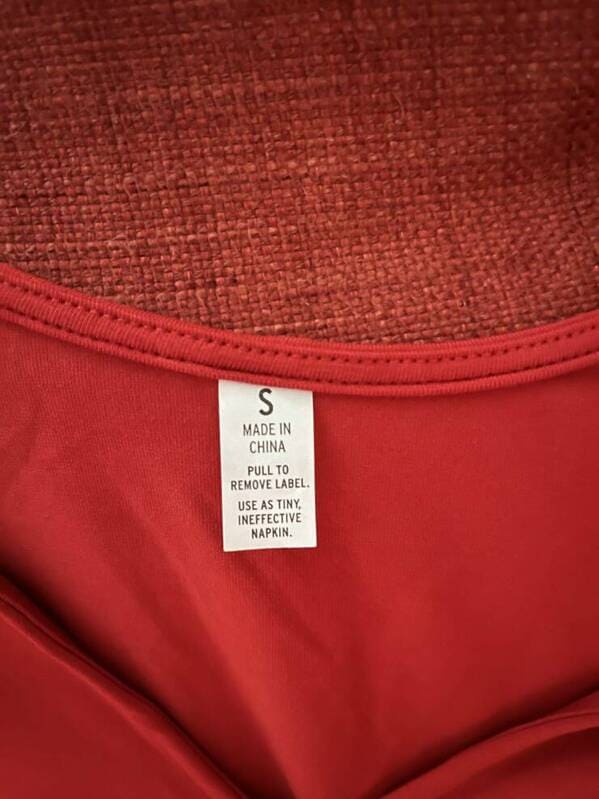 S
MADE IN
CHINA
PULL TO
REMOVE LABEL.
USE AS TINY,
INEFFECTIVE
NAPKIN.